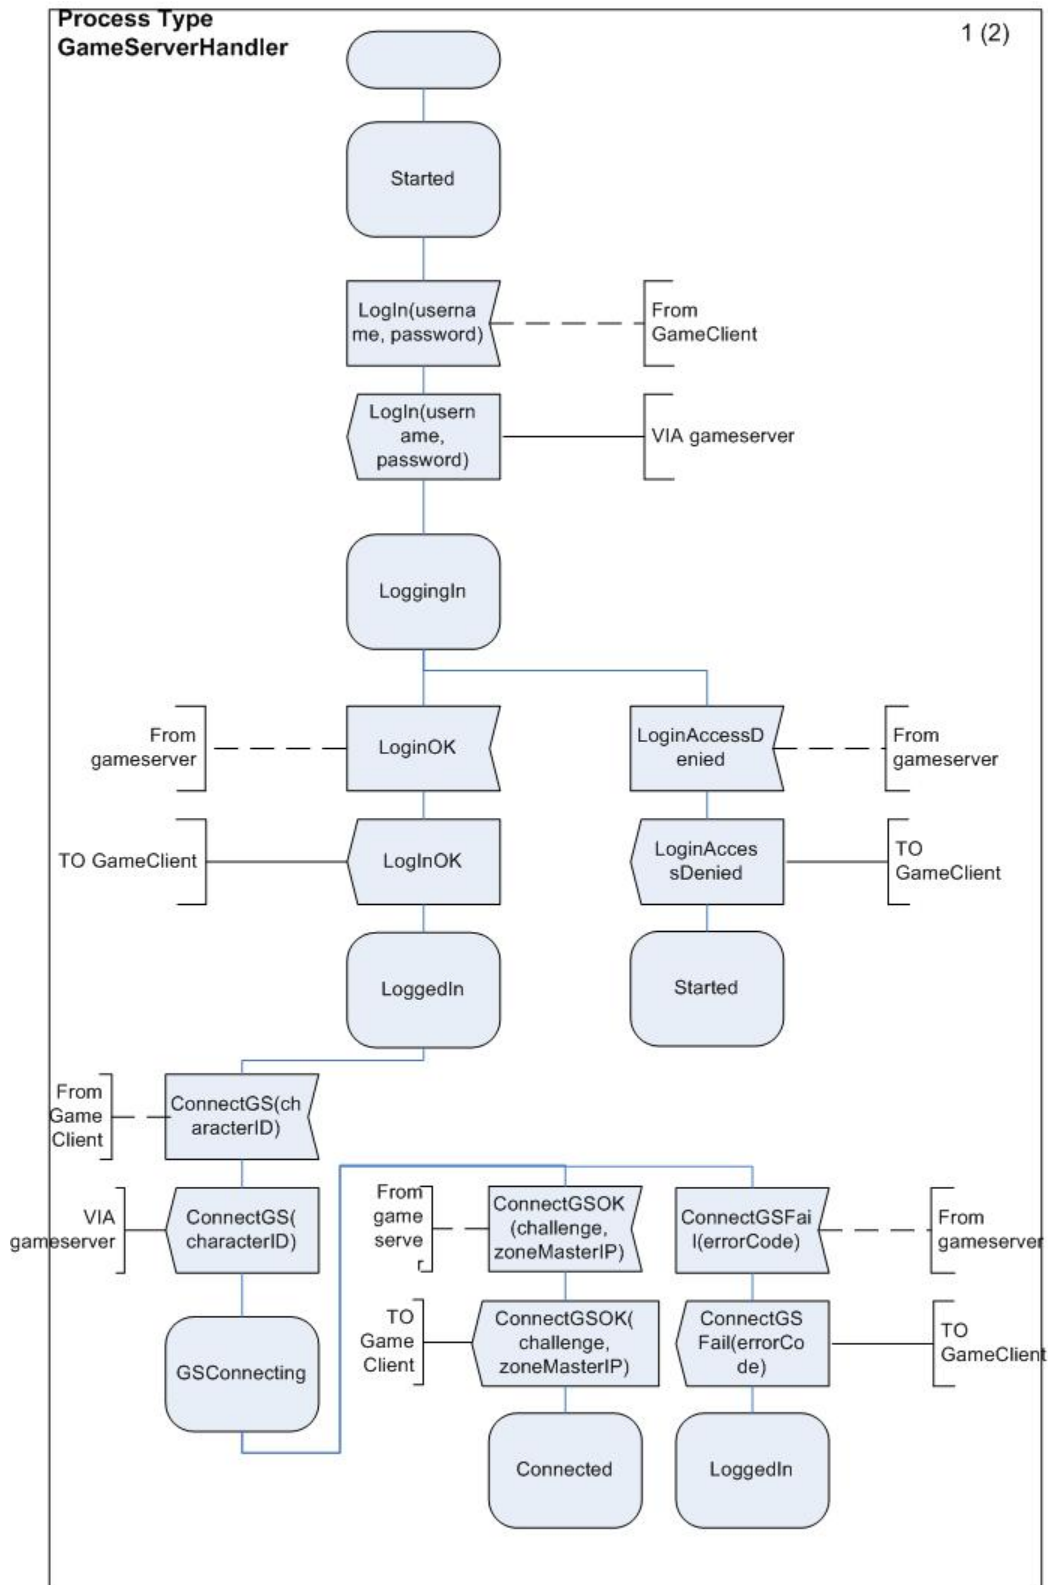 Process Type
GameServerHandler
1 (2)
Started
LogIn(userna
me, password)
From
GameClient
LogIn(usern
ame,
password)
VIA gameserver
LoggingIn
From
gameserver
LoginOK
LoginAccessD
enied
From
gameserver
TO GameClient
LogInOK
LoginAcces
sDenied
TO
GameClient
LoggedIn
Started
From
Game
Client
ConnectGS(ch
aracterID)
VIA
gameserver
ConnectGS(
characterID)
From
game
serve
r
ConnectGSOK
(challenge,
zoneMasterIP)
ConnectGSFai
l(errorCode)
From
gameserver
TO
Game
Client
ConnectGSOK(
challenge,
zoneMasterIP)
ConnectGS
Fail(errorCo
de)
TO
GameClient
GSConnecting
Connected
LoggedIn